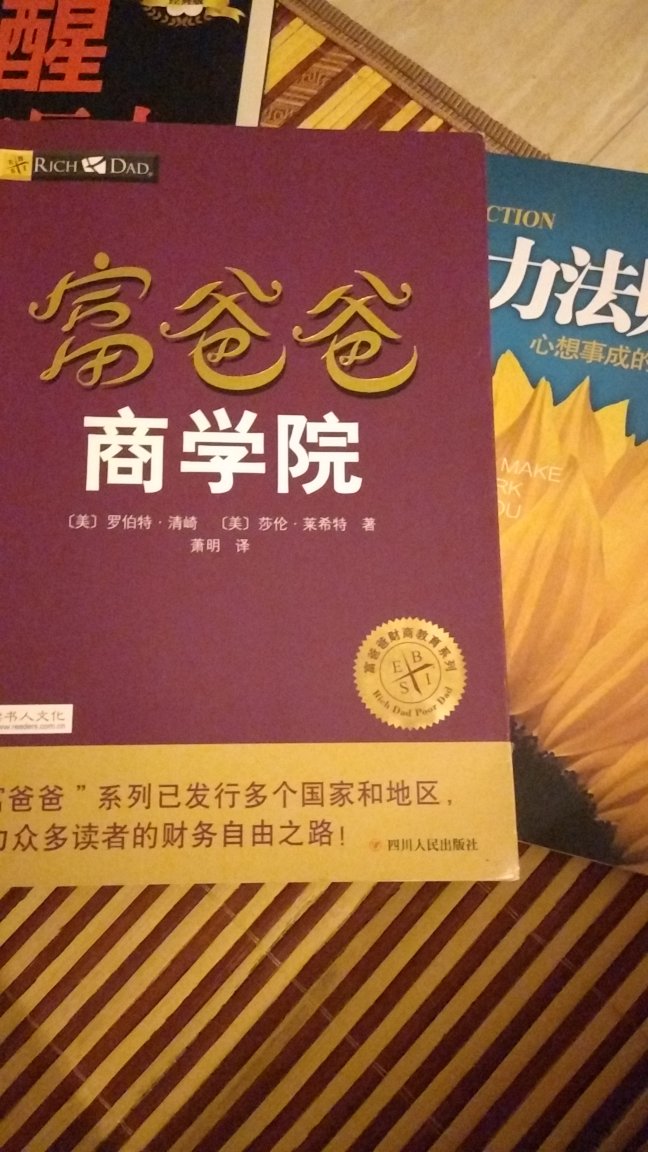 醒
RICH DAD
富爸爸
商学院
〔美〕罗伯特·清崎 〔美〕莎伦·莱希特 著
萧明 译
富爸爸财商教育系列
E B
S I
Rich Dad Poor Dad
书人文化
www.readers.com.cn
富爸爸”系列已发行多个国家和地区，
众多读者的财务自由之路！
四川人民出版社
CTION
力法
心想事成的
MAKE
RK
OU